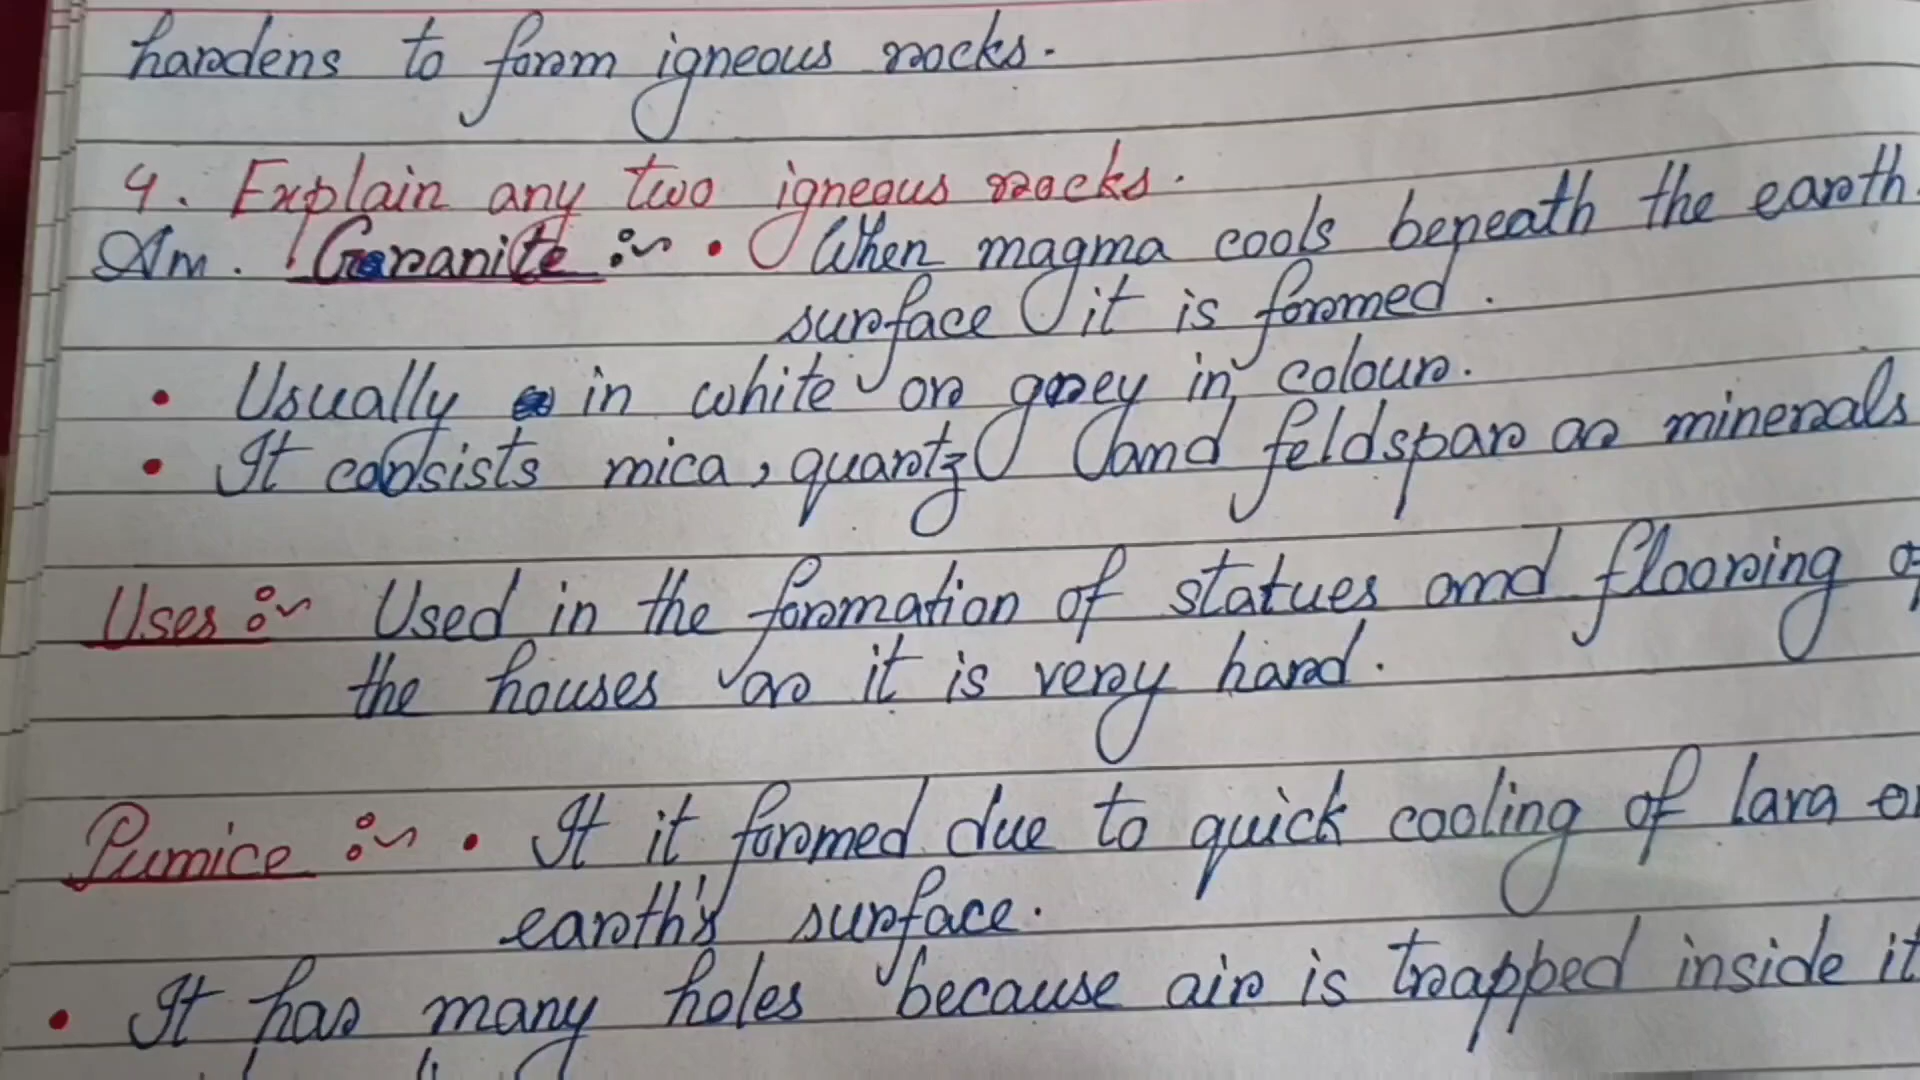 hardens to form igneous rocks.
4. Explain any two igneous rocks.
Ans. Granite :~ • When magma cools beneath the earth
surface it is formed.
• Usually in white or grey in colour.
• It consists mica, quartz and feldspar as minerals
Uses :~ Used in the formation of statues and flooring of
the houses as it is very hard.
Pumice :~ • It it formed due to quick cooling of lava on
earth's surface.
• It has many holes because air is trapped inside it